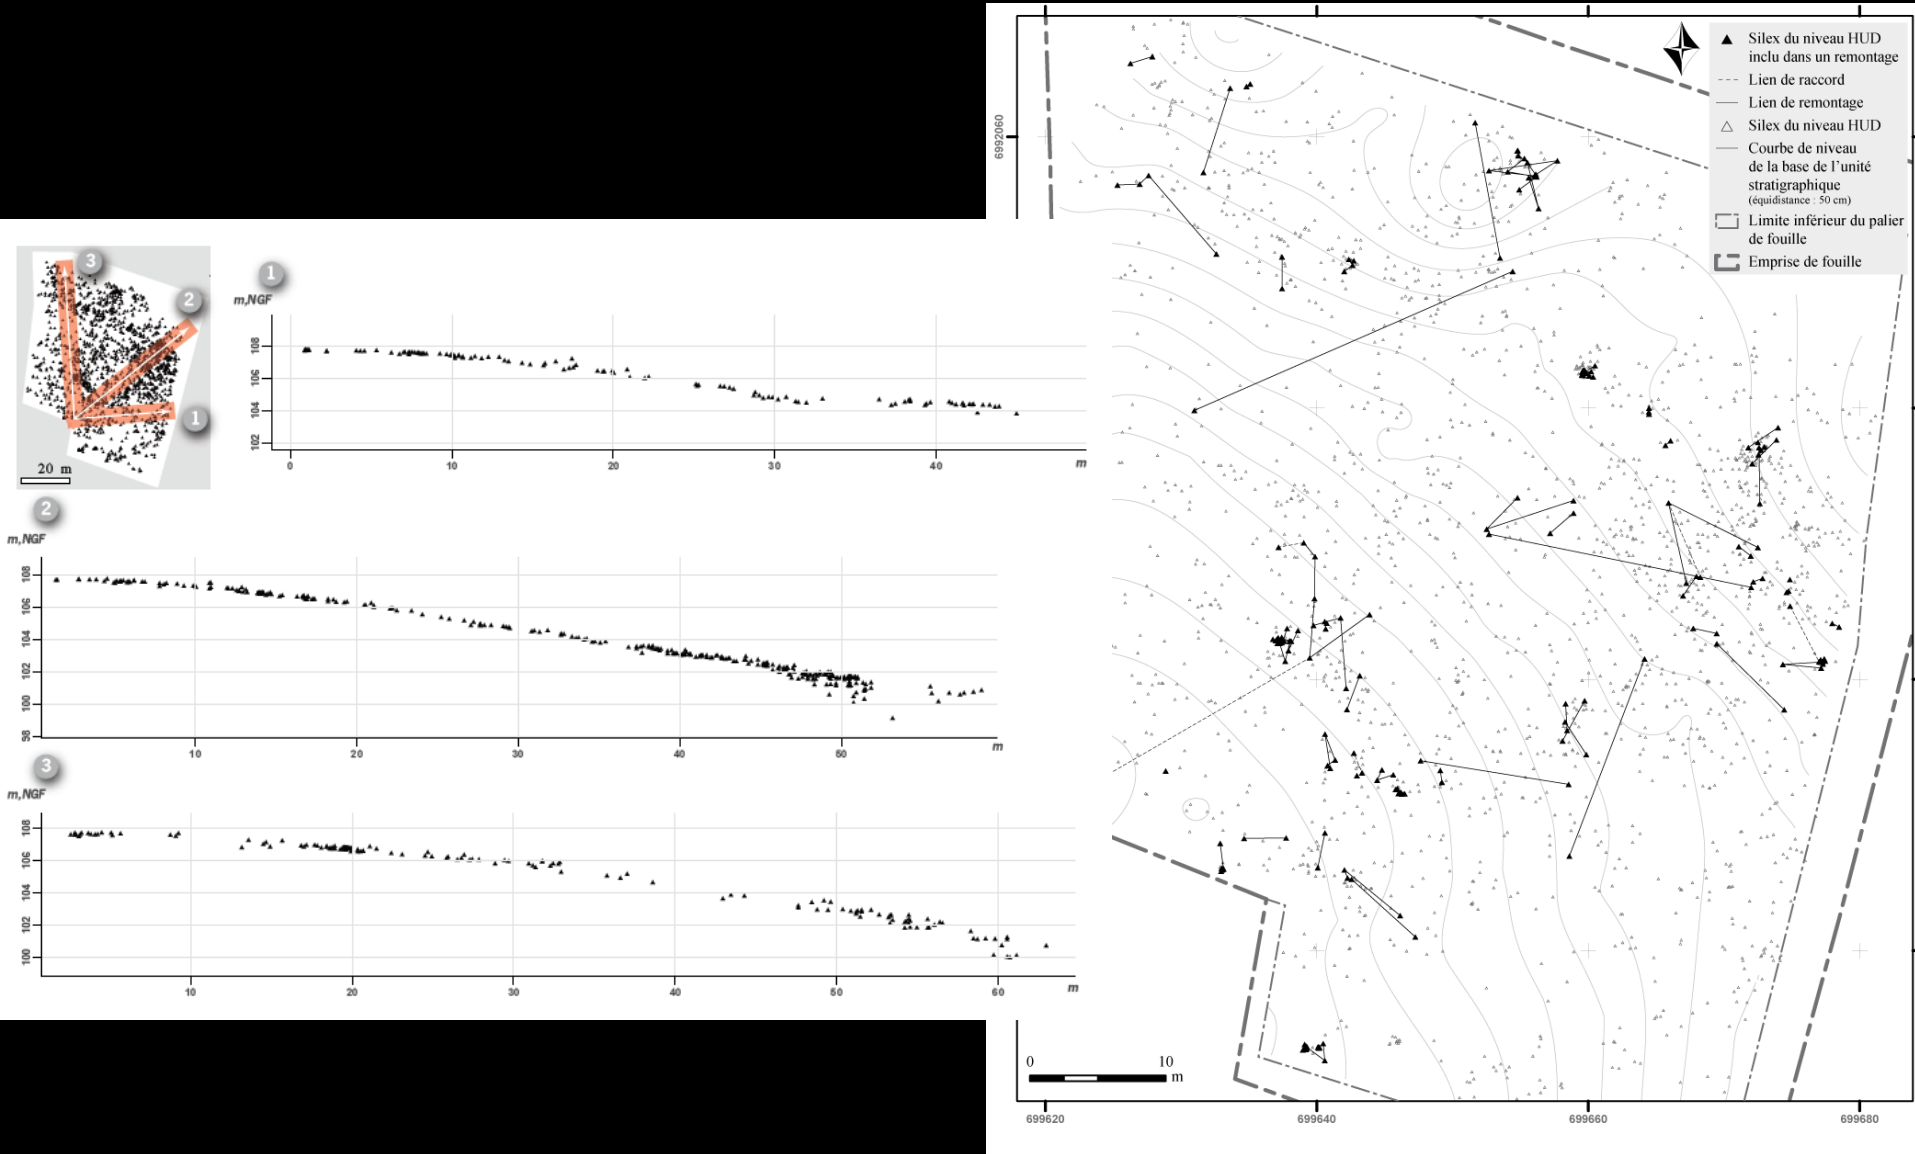 3
2
1
20 m
1
m,NGF
108
106
104
102
0
10
20
30
40
m
2
m,NGF
108
106
104
102
100
98
10
20
30
40
50
m
3
m,NGF
108
106
104
102
100
10
20
30
40
50
60
m
Silex du niveau HUD
inclu dans un remontage
Lien de raccord
Lien de remontage
Silex du niveau HUD
Courbe de niveau
de la base de l’unité
stratigraphique
(équidistance : 50 cm)
Limite inférieur du palier
de fouille
Emprise de fouille
6992060
0
10
m
699620
699640
699660
699680